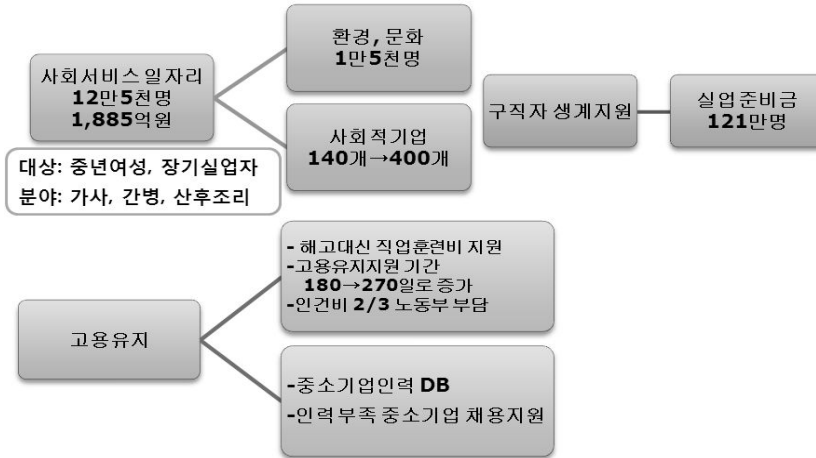 사회서비스 일자리
12만5천명
1,885억원
대상: 중년여성, 장기실업자
분야: 가사, 간병, 산후조리
환경, 문화
1만5천명
사회적기업
140개→400개
구직자 생계지원
실업준비금
121만명
고용유지
- 해고대신 직업훈련비 지원
-고용유지지원 기간
180→270일로 증가
-인건비 2/3 노동부 부담
-중소기업인력 DB
-인력부족 중소기업 채용지원